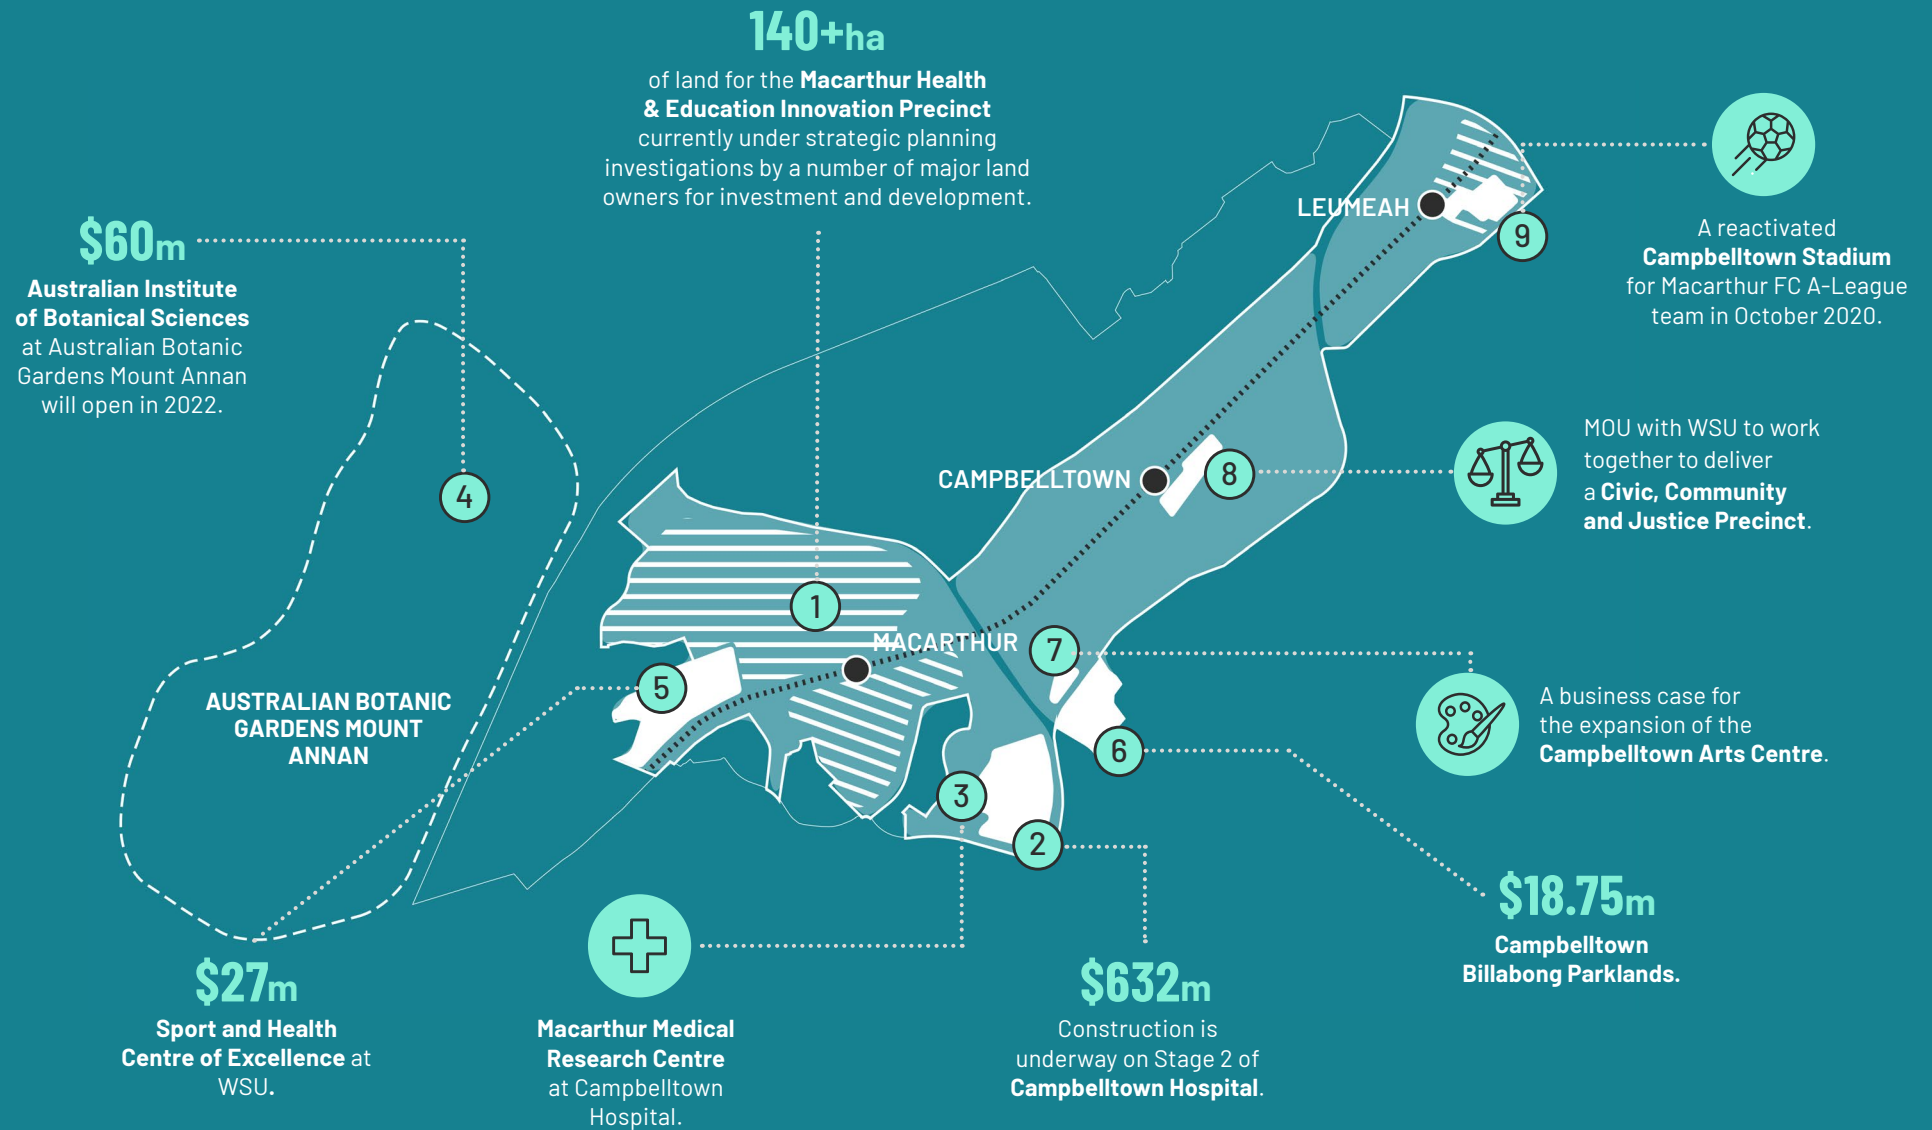 140+ha
of land for the Macarthur Health
& Education Innovation Precinct
currently under strategic planning
investigations by a number of major land
owners for investment and development.
$60m
Australian Institute
of Botanical Sciences
at Australian Botanic
Gardens Mount Annan
will open in 2022.
LEUMEAH
9
A reactivated
Campbelltown Stadium
for Macarthur FC A-League
team in October 2020.
CAMPBELLTOWN
8
MOU with WSU to work
together to deliver
a Civic, Community
and Justice Precinct.
4
1
MACARTHUR
7
5
AUSTRALIAN BOTANIC
GARDENS MOUNT
ANNAN
6
A business case for
the expansion of the
Campbelltown Arts Centre.
3
2
$18.75m
Campbelltown
Billabong Parklands.
$27m
Sport and Health
Centre of Excellence at
WSU.
Macarthur Medical
Research Centre
at Campbelltown
Hospital.
$632m
Construction is
underway on Stage 2 of
Campbelltown Hospital.